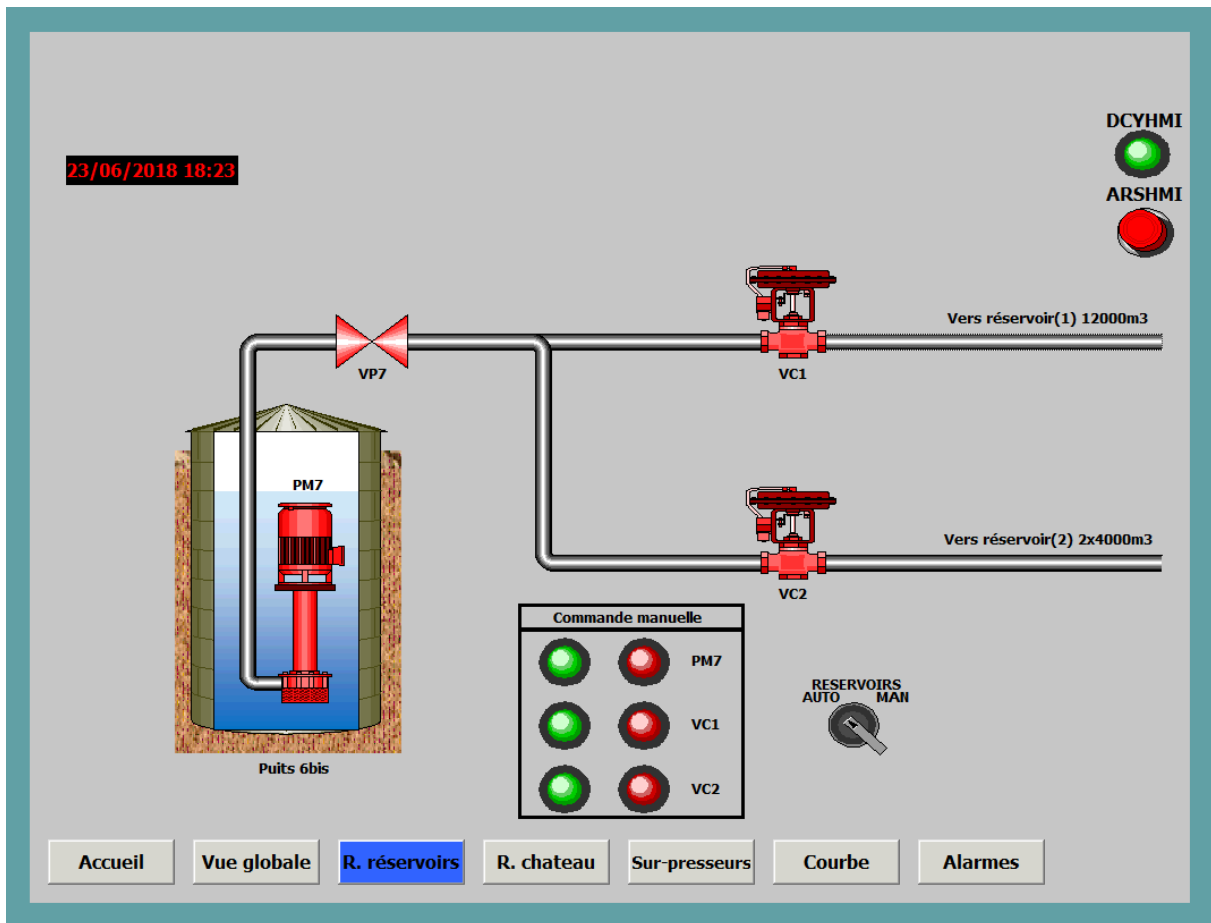 DCYHMI
23/06/2018 18:23
ARSHMI
Vers réservoir(1) 12000m3
VP7
VC1
PM7
Vers réservoir(2) 2x4000m3
VC2
Commande manuelle
PM7
RESERVOIRS
AUTO MAN
VC1
VC2
Puits 6bis
Accueil
Vue globale
R. réservoirs
R. chateau
Sur-presseurs
Courbe
Alarmes